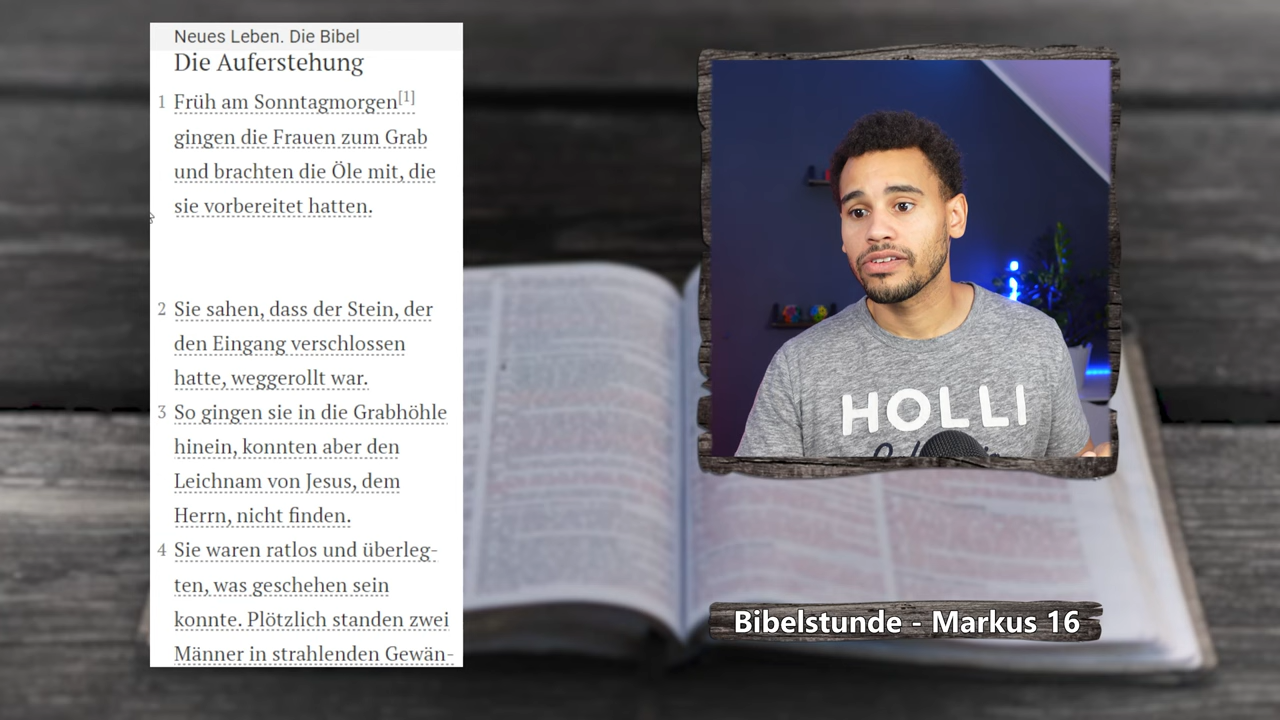 Neues Leben. Die Bibel
Die Auferstehung
1 Früh am Sonntagmorgen[1]
gingen die Frauen zum Grab
und brachten die Öle mit, die
sie vorbereitet hatten.
2 Sie sahen, dass der Stein, der
den Eingang verschlossen
hatte, weggerollt war.
3 So gingen sie in die Grabhöhle
hinein, konnten aber den
Leichnam von Jesus, dem
Herrn, nicht finden.
4 Sie waren ratlos und überleg-
ten, was geschehen sein
konnte. Plötzlich standen zwei
Männer in strahlenden Gewän-
HOLLI
Bibelstunde - Markus 16